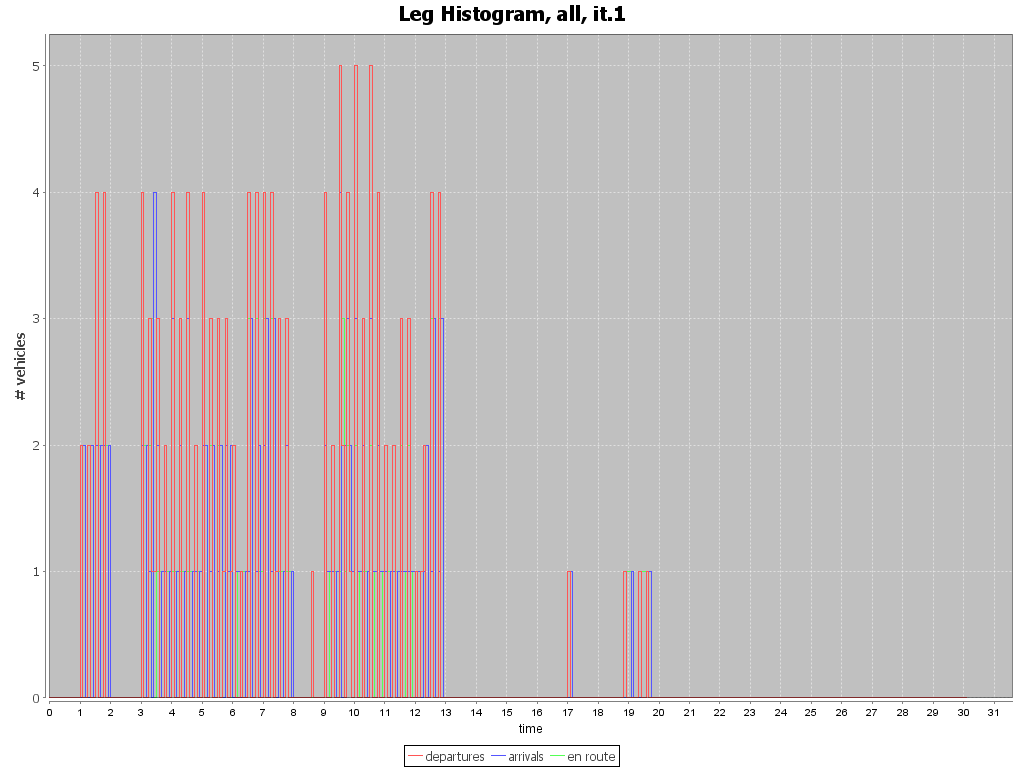 Leg Histogram, all, it.1
# vehicles
5
4
3
2
1
0
0 1 2 3 4 5 6 7 8 9 10 11 12 13 14 15 16 17 18 19 20 21 22 23 24 25 26 27 28 29 30 31
time
departures arrivals en route